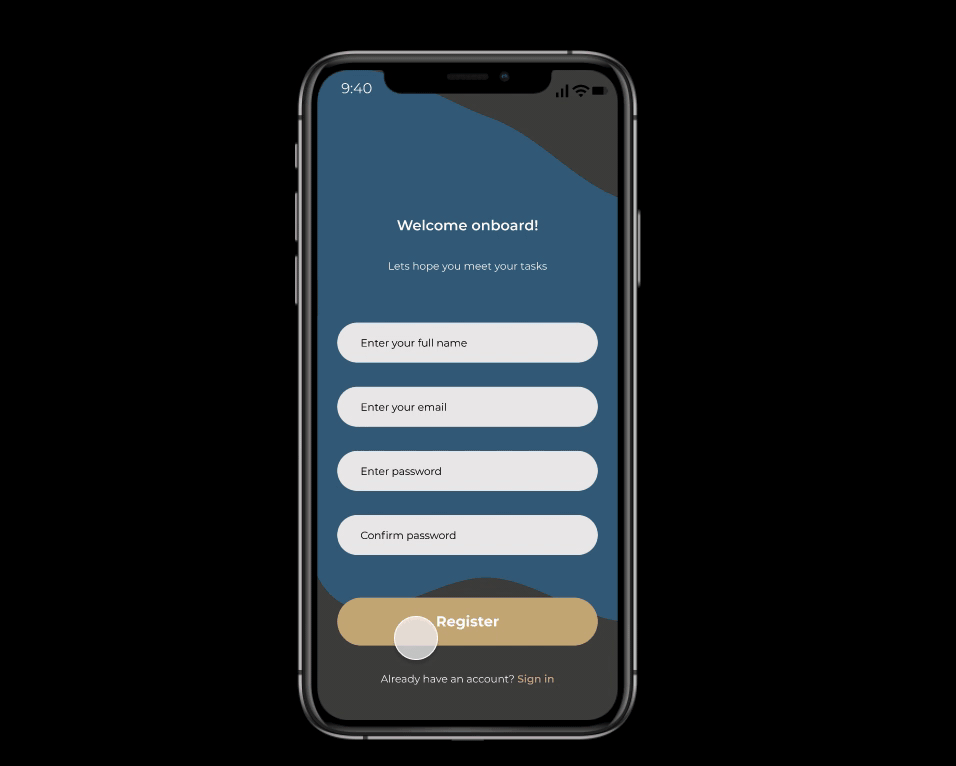 9:40
Welcome onboard!
Lets hope you meet your tasks
Enter your full name
Enter your email
Enter password
Confirm password
Register
Already have an account? Sign in